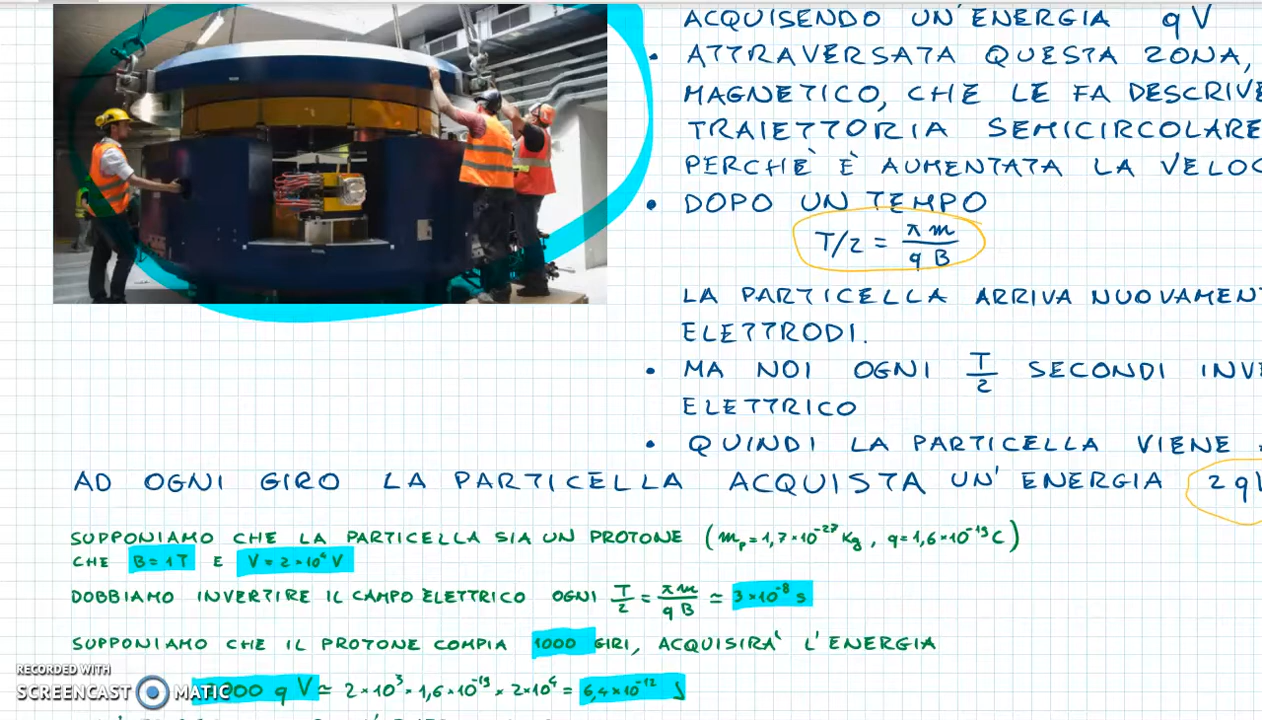 ACQUISENDO UN'ENERGIA qV
• ATTRAVERSATA QUESTA ZONA,
MAGNETICO, CHE LE FA DESCRIVE
TRAIETTORIA SEMICIRCOLARE
PERCHÈ È AUMENTATA LA VELOC
• DOPO UN TEMPO
T/2 = πm/qB
LA PARTICELLA ARRIVA NUOVAMENT
ELETTRODI.
• MA NOI OGNI T/2 SECONDI INVE
ELETTRICO
• QUINDI LA PARTICELLA VIENE
AD OGNI GIRO LA PARTICELLA ACQUISTA UN'ENERGIA 2qV
SUPPONIAMO CHE LA PARTICELLA SIA UN PROTONE (mp=1,7×10⁻²⁷ Kg, q=1,6×10⁻¹⁹ C)
CHE B=1T E V=2×10⁴ V
DOBBIAMO INVERTIRE IL CAMPO ELETTRICO OGNI T/2 = πm/qB ≃ 3×10⁻⁸ s
SUPPONIAMO CHE IL PROTONE COMPIA 1000 GIRI, ACQUISIRA' L'ENERGIA
2000 q V ≃ 2×10³ × 1,6×10⁻¹⁹ × 2×10⁴ = 6,4×10⁻¹² J
RECORDED WITH
SCREENCAST MATIC